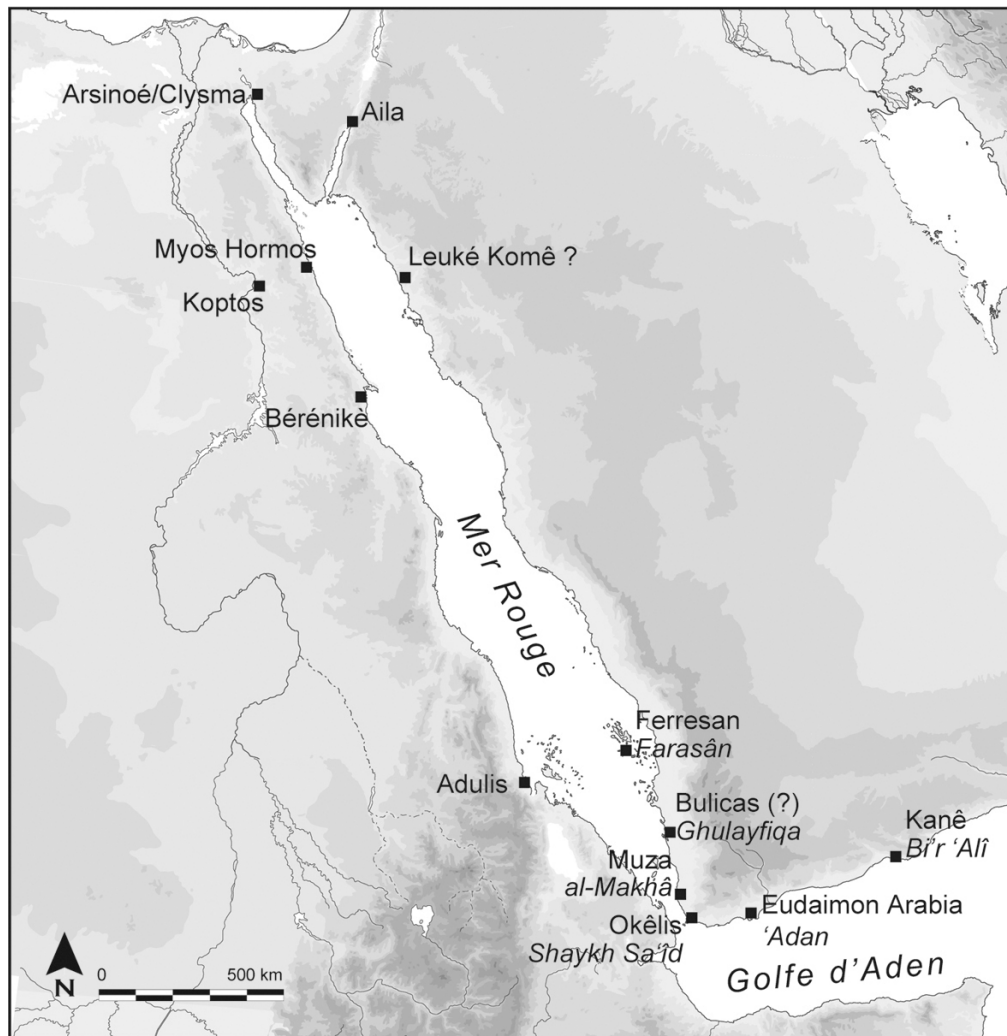 Arsinoé/Clysma
Aila
Myos Hormos
Leuké Komê ?
Koptos
Bérénikè
Mer Rouge
Ferresan
Farasân
Adulis
Bulicas (?)
Ghulayfiqa
Kanê
Bi'r ‘Alî
Muza
al-Makhâ
Eudaimon Arabia
‘Adan
Okêlis
Shaykh Sa‘îd
Golfe d’Aden
N
0 500 km